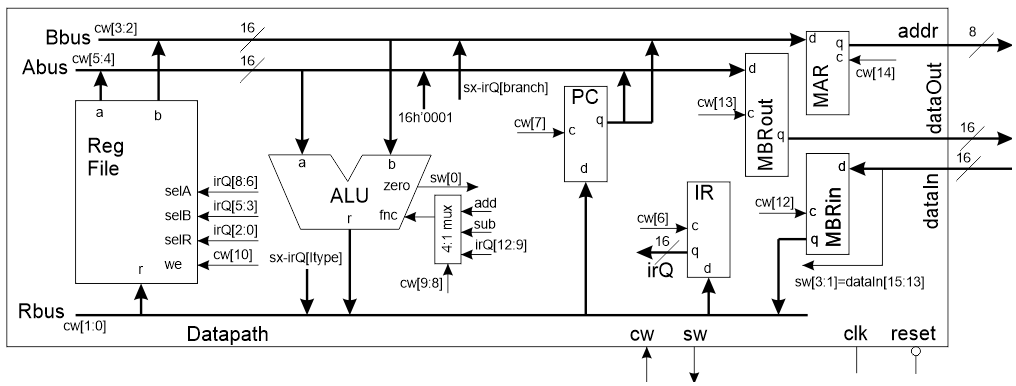 Bbus cw[3:2] 16 addr 8
Abus cw[5:4] 16
d q c MAR cw[14]
a b
Reg File
sx-irQ[branch]
16h'0001
PC cw[7] c q d
d cw[13] c q MBRout
dataOut 16
16
dataIn
a b
ALU
zero sw[0]
r fnc
4:1 mux
add
sub
irQ[12:9]
cw[9:8]
selA irQ[8:6]
selB irQ[5:3]
selR irQ[2:0]
we cw[10]
r
sx-irQ[Itype]
IR
cw[6] c
16 q
irQ d
d
cw[12] c
q
MBRin
sw[3:1]=dataIn[15:13]
Rbus cw[1:0]
Datapath cw sw clk reset